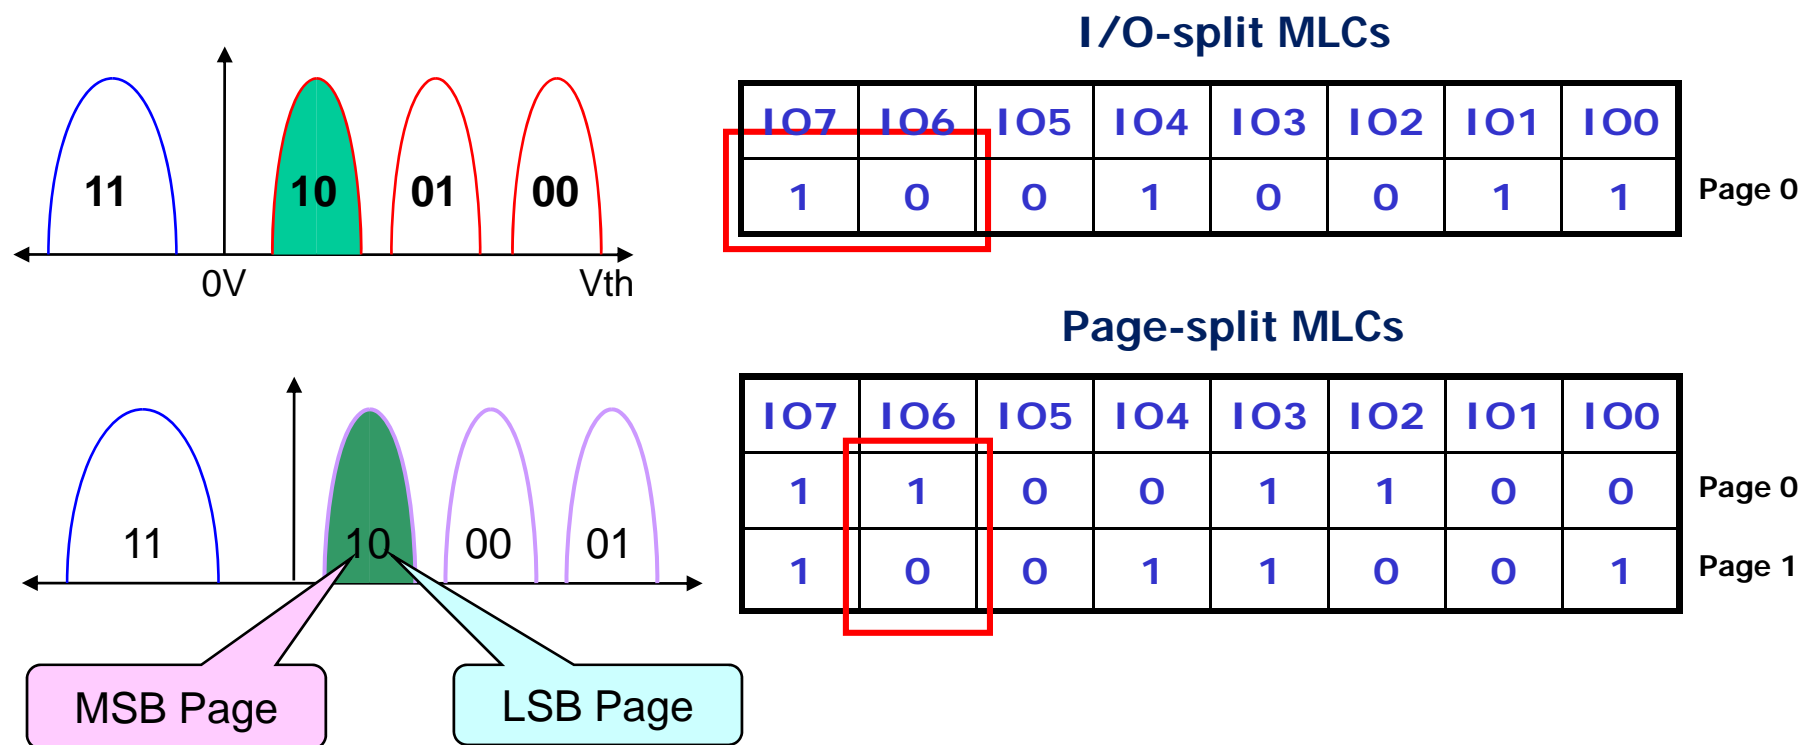 I/O-split MLCs
11 10 01 00
0V Vth
IO7 IO6 IO5 IO4 IO3 IO2 IO1 IO0
1 0 0 1 0 0 1 1 Page 0
Page-split MLCs
11 10 00 01
MSB Page LSB Page
IO7 IO6 IO5 IO4 IO3 IO2 IO1 IO0
1 1 0 0 1 1 0 0 Page 0
1 0 0 1 1 0 0 1 Page 1